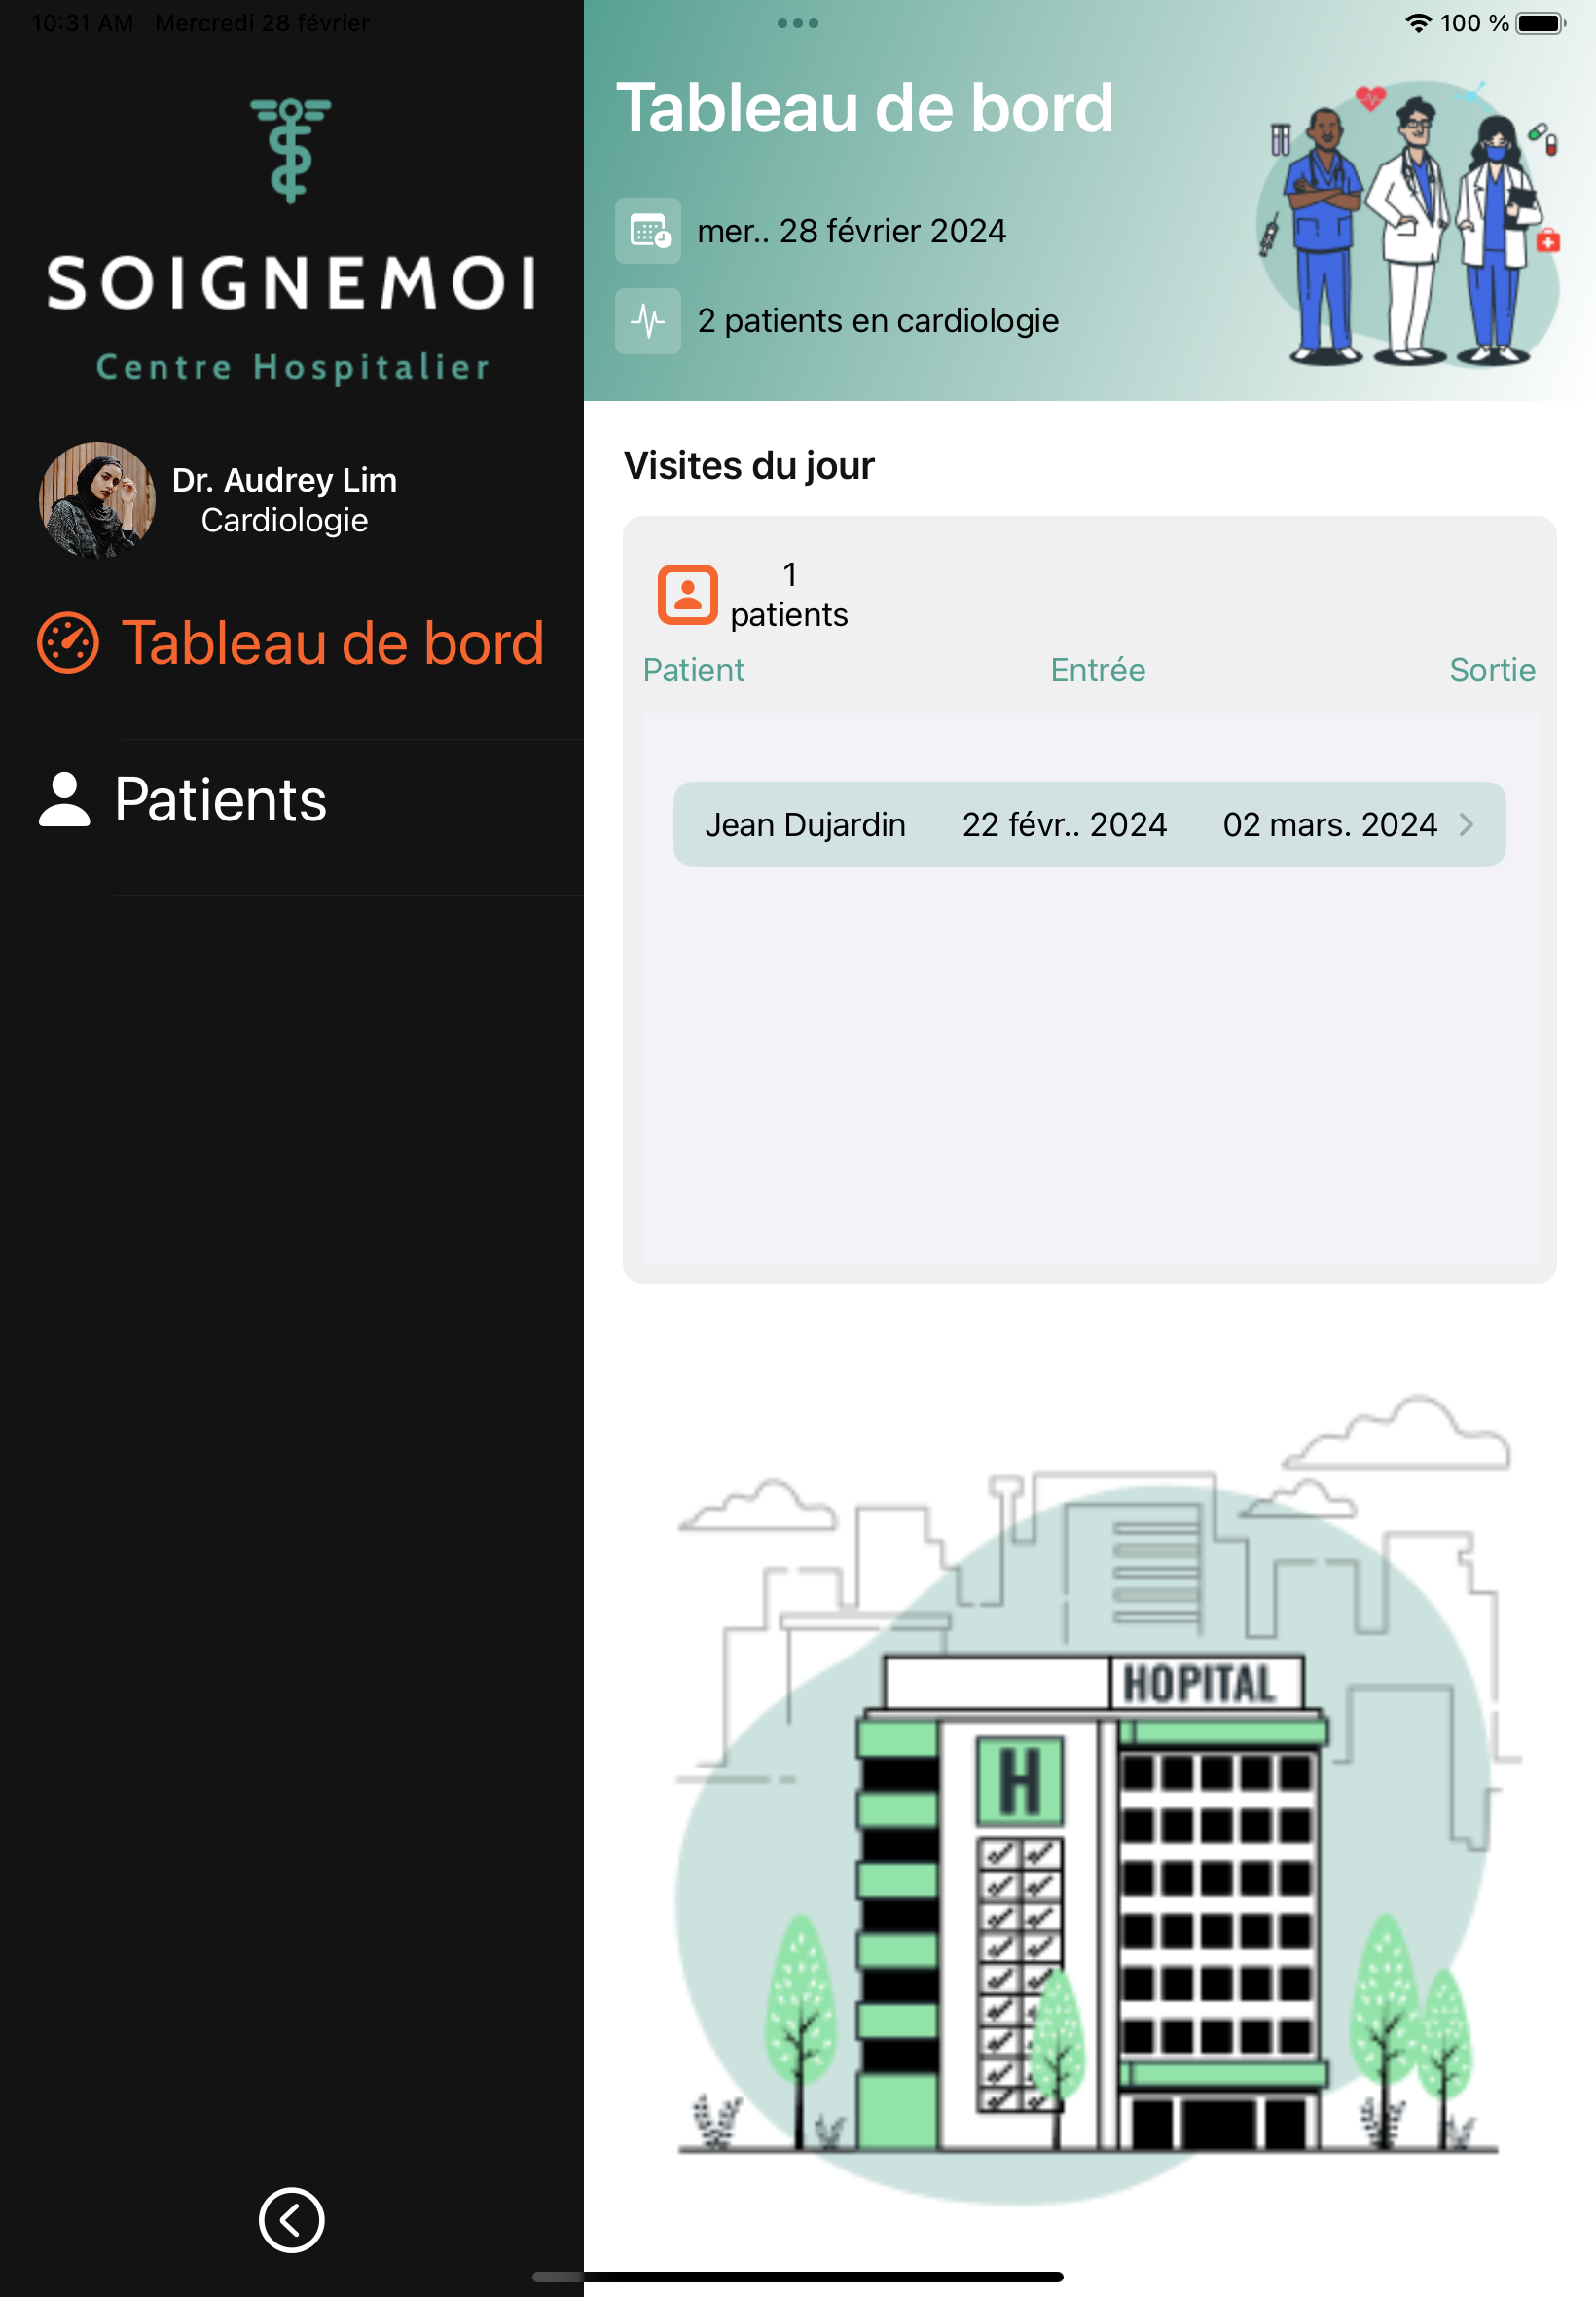 10:31 AM Mercredi 28 février
100 %
SOIGNEMOI
Centre Hospitalier
Dr. Audrey Lim
Cardiologie
Tableau de bord
Patients
Tableau de bord
mer.. 28 février 2024
2 patients en cardiologie
Visites du jour
1
patients
Patient Entrée Sortie
Jean Dujardin 22 févr.. 2024 02 mars. 2024
HOPITAL
H